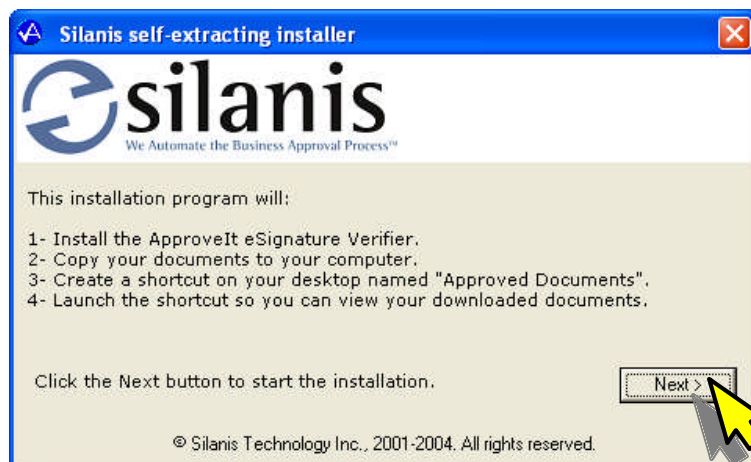 Silanis self-extracting installer
silanis
We Automate the Business Approval Process™
This installation program will:
1- Install the ApproveIt eSignature Verifier.
2- Copy your documents to your computer.
3- Create a shortcut on your desktop named "Approved Documents".
4- Launch the shortcut so you can view your downloaded documents.
Click the Next button to start the installation.
Next >
© Silanis Technology Inc., 2001-2004. All rights reserved.